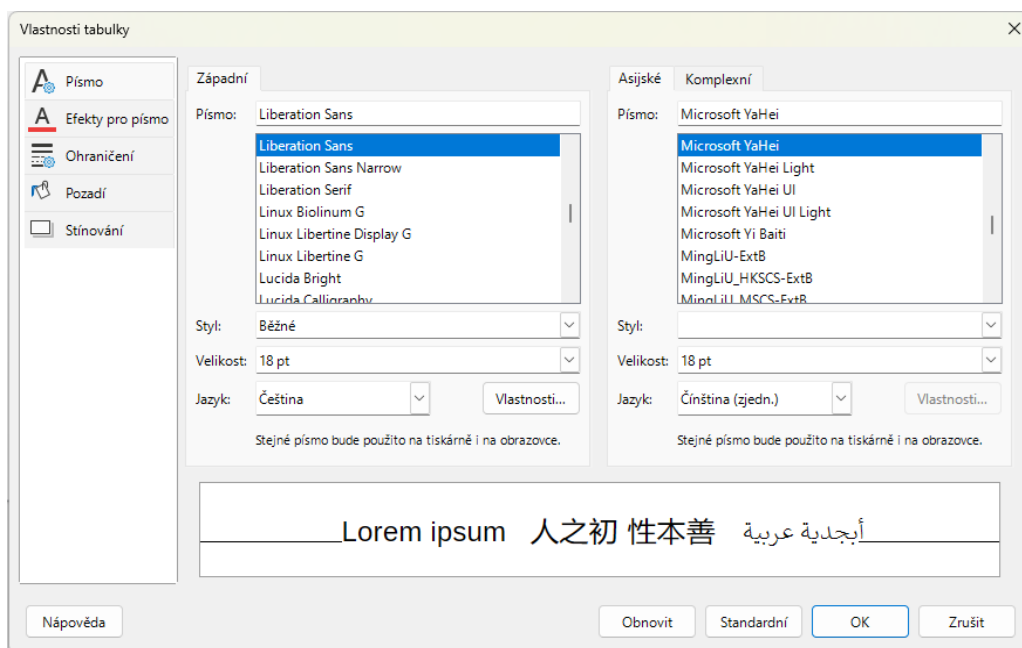 Vlastnosti tabulky
Písmo
Efekty pro písmo
Ohraničení
Pozadí
Stínování
Západní
Písmo: Liberation Sans
Liberation Sans
Liberation Sans Narrow
Liberation Serif
Linux Biolinum G
Linux Libertine Display G
Linux Libertine G
Lucida Bright
Lucida Calligraphy
Styl: Běžné
Velikost: 18 pt
Jazyk: Čeština Vlastnosti...
Stejné písmo bude použito na tiskárně i na obrazovce.
Asijské Komplexní
Písmo: Microsoft YaHei
Microsoft YaHei
Microsoft YaHei Light
Microsoft YaHei UI
Microsoft YaHei UI Light
Microsoft Yi Baiti
MingLiU-ExtB
MingLiU_HKSCS-ExtB
MingLiU_MSCS-ExtB
Styl:
Velikost: 18 pt
Jazyk: Čínština (zjedn.) Vlastnosti...
Stejné písmo bude použito na tiskárně i na obrazovce.
Lorem ipsum 人之初 性本善 أبجدية عربية
Nápověda Obnovit Standardní OK Zrušit